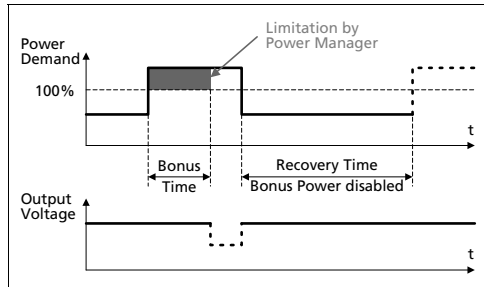 Limitation by
Power Manager
Power
Demand
100%
t
Bonus
Time
Recovery Time
Bonus Power disabled
Output
Voltage
t